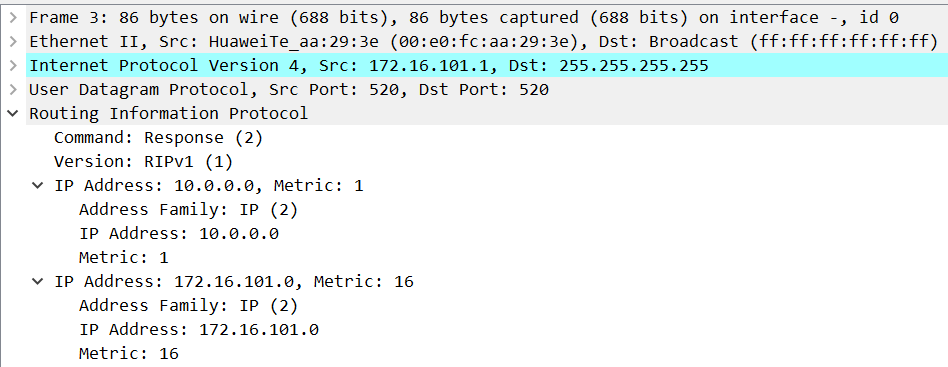 Frame 3: 86 bytes on wire (688 bits), 86 bytes captured (688 bits) on interface -, id 0
Ethernet II, Src: HuaweiTe_aa:29:3e (00:e0:fc:aa:29:3e), Dst: Broadcast (ff:ff:ff:ff:ff:ff)
Internet Protocol Version 4, Src: 172.16.101.1, Dst: 255.255.255.255
User Datagram Protocol, Src Port: 520, Dst Port: 520
Routing Information Protocol
Command: Response (2)
Version: RIPv1 (1)
IP Address: 10.0.0.0, Metric: 1
Address Family: IP (2)
IP Address: 10.0.0.0
Metric: 1
IP Address: 172.16.101.0, Metric: 16
Address Family: IP (2)
IP Address: 172.16.101.0
Metric: 16